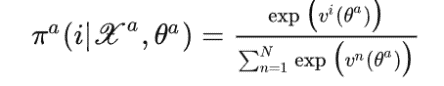 π^a(i|𝒳^a, θ^a) = exp(v^i(θ^a)) / ∑_{n=1}^N exp(v^n(θ^a))